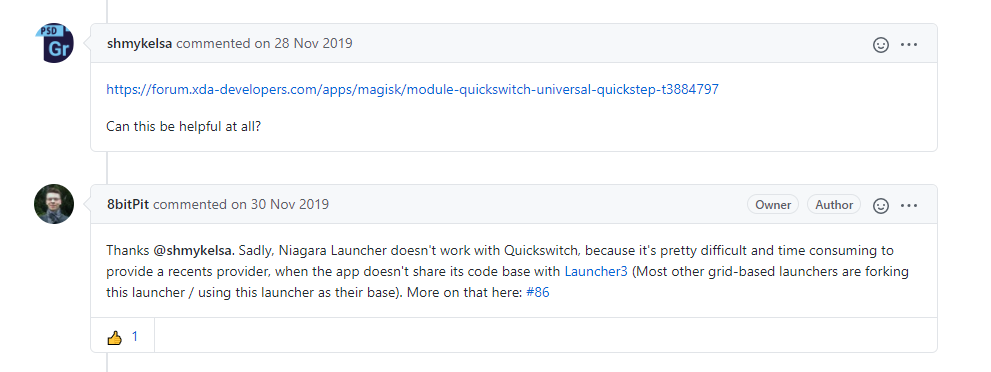 PSD
Gr
shmykelsa commented on 28 Nov 2019
https://forum.xda-developers.com/apps/magisk/module-quickswitch-universal-quickstep-t3884797
Can this be helpful at all?
8bitPit commented on 30 Nov 2019 Owner Author
Thanks @shmykelsa. Sadly, Niagara Launcher doesn't work with Quickswitch, because it's pretty difficult and time consuming to
provide a recents provider, when the app doesn't share its code base with Launcher3 (Most other grid-based launchers are forking
this launcher / using this launcher as their base). More on that here: #86
1